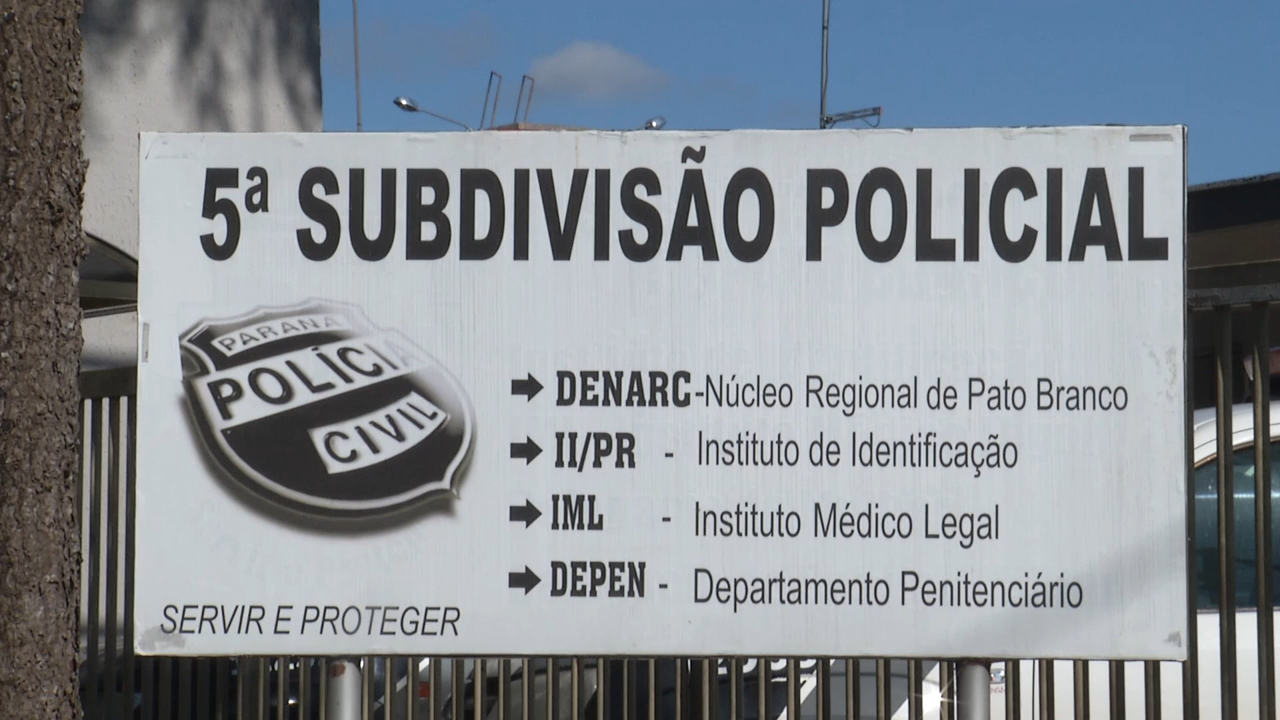 5ª SUBDIVISÃO POLICIAL
PARANÁ
POLÍCIA
CIVIL
DENARC-Núcleo Regional de Pato Branco
II/PR - Instituto de Identificação
IML - Instituto Médico Legal
DEPEN - Departamento Penitenciário
SERVIR E PROTEGER